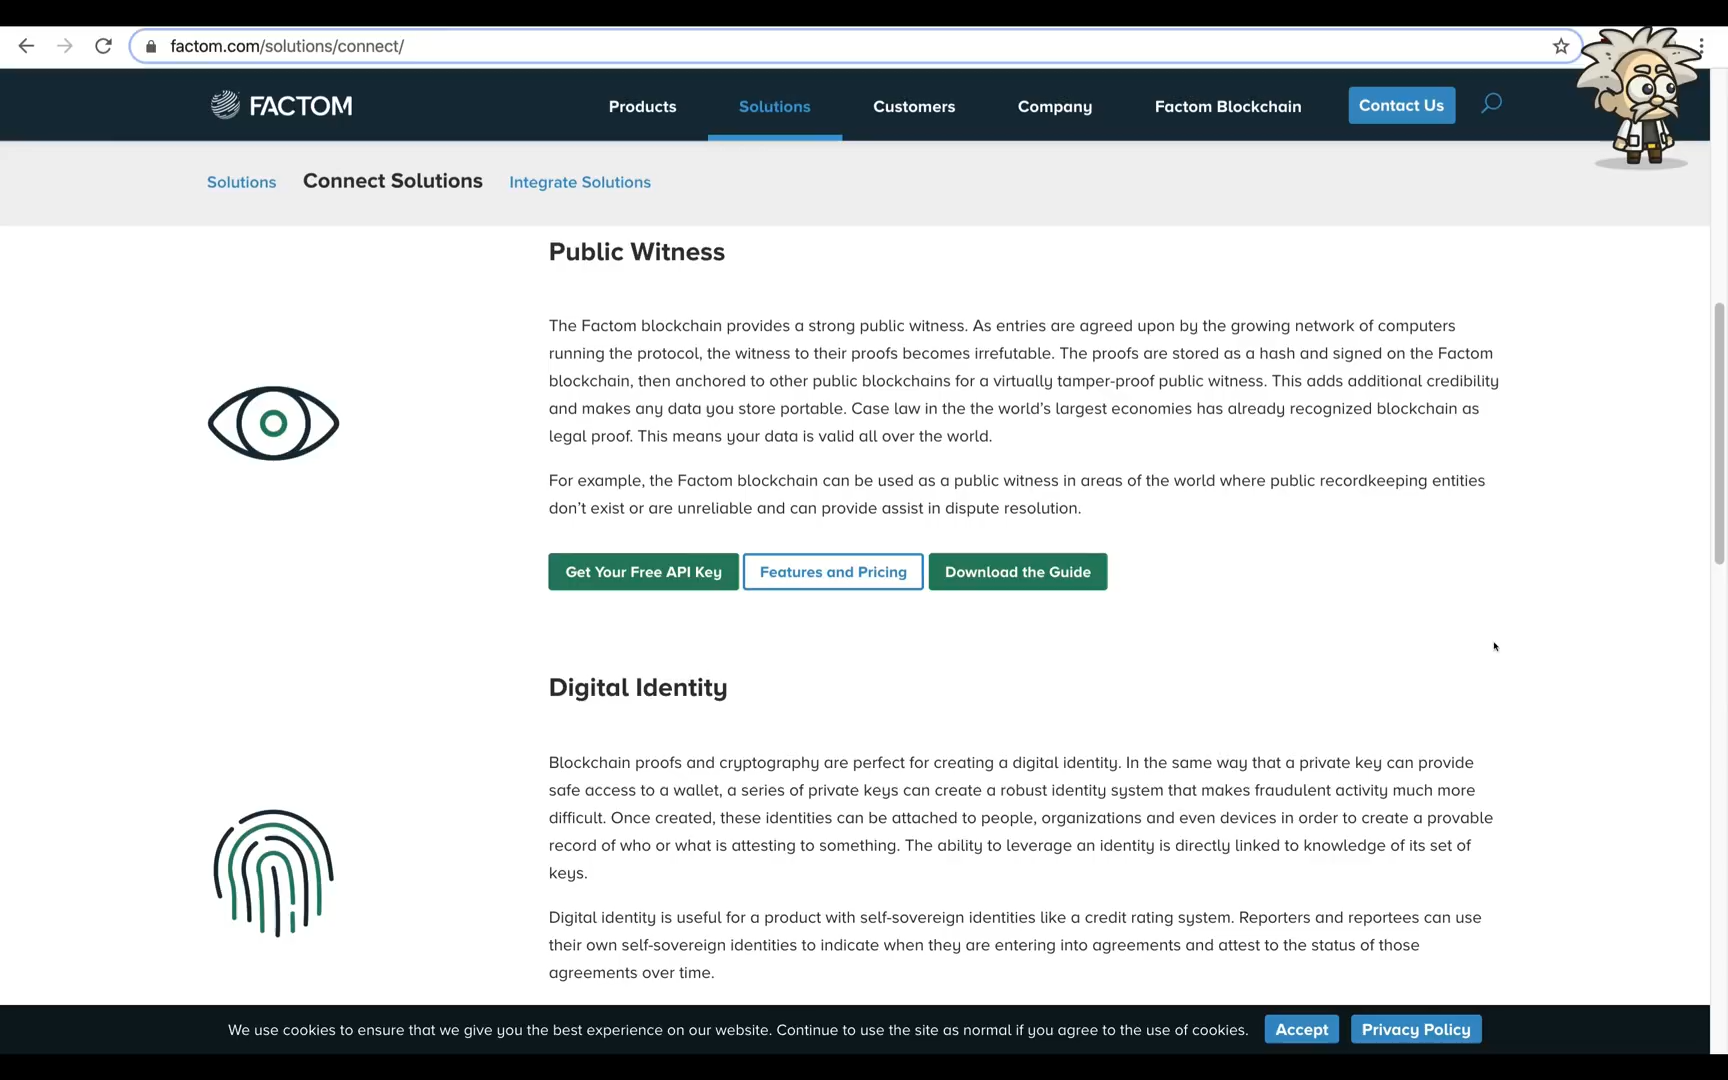 factom.com/solutions/connect/
FACTOM
Products
Solutions
Customers
Company
Factom Blockchain
Contact Us
Solutions
Connect Solutions
Integrate Solutions
Public Witness
The Factom blockchain provides a strong public witness. As entries are agreed upon by the growing network of computers
running the protocol, the witness to their proofs becomes irrefutable. The proofs are stored as a hash and signed on the Factom
blockchain, then anchored to other public blockchains for a virtually tamper-proof public witness. This adds additional credibility
and makes any data you store portable. Case law in the the world's largest economies has already recognized blockchain as
legal proof. This means your data is valid all over the world.
For example, the Factom blockchain can be used as a public witness in areas of the world where public recordkeeping entities
don't exist or are unreliable and can provide assist in dispute resolution.
Get Your Free API Key
Features and Pricing
Download the Guide
Digital Identity
Blockchain proofs and cryptography are perfect for creating a digital identity. In the same way that a private key can provide
safe access to a wallet, a series of private keys can create a robust identity system that makes fraudulent activity much more
difficult. Once created, these identities can be attached to people, organizations and even devices in order to create a provable
record of who or what is attesting to something. The ability to leverage an identity is directly linked to knowledge of its set of
keys.
Digital identity is useful for a product with self-sovereign identities like a credit rating system. Reporters and reportees can use
their own self-sovereign identities to indicate when they are entering into agreements and attest to the status of those
agreements over time.
We use cookies to ensure that we give you the best experience on our website. Continue to use the site as normal if you agree to the use of cookies.
Accept
Privacy Policy